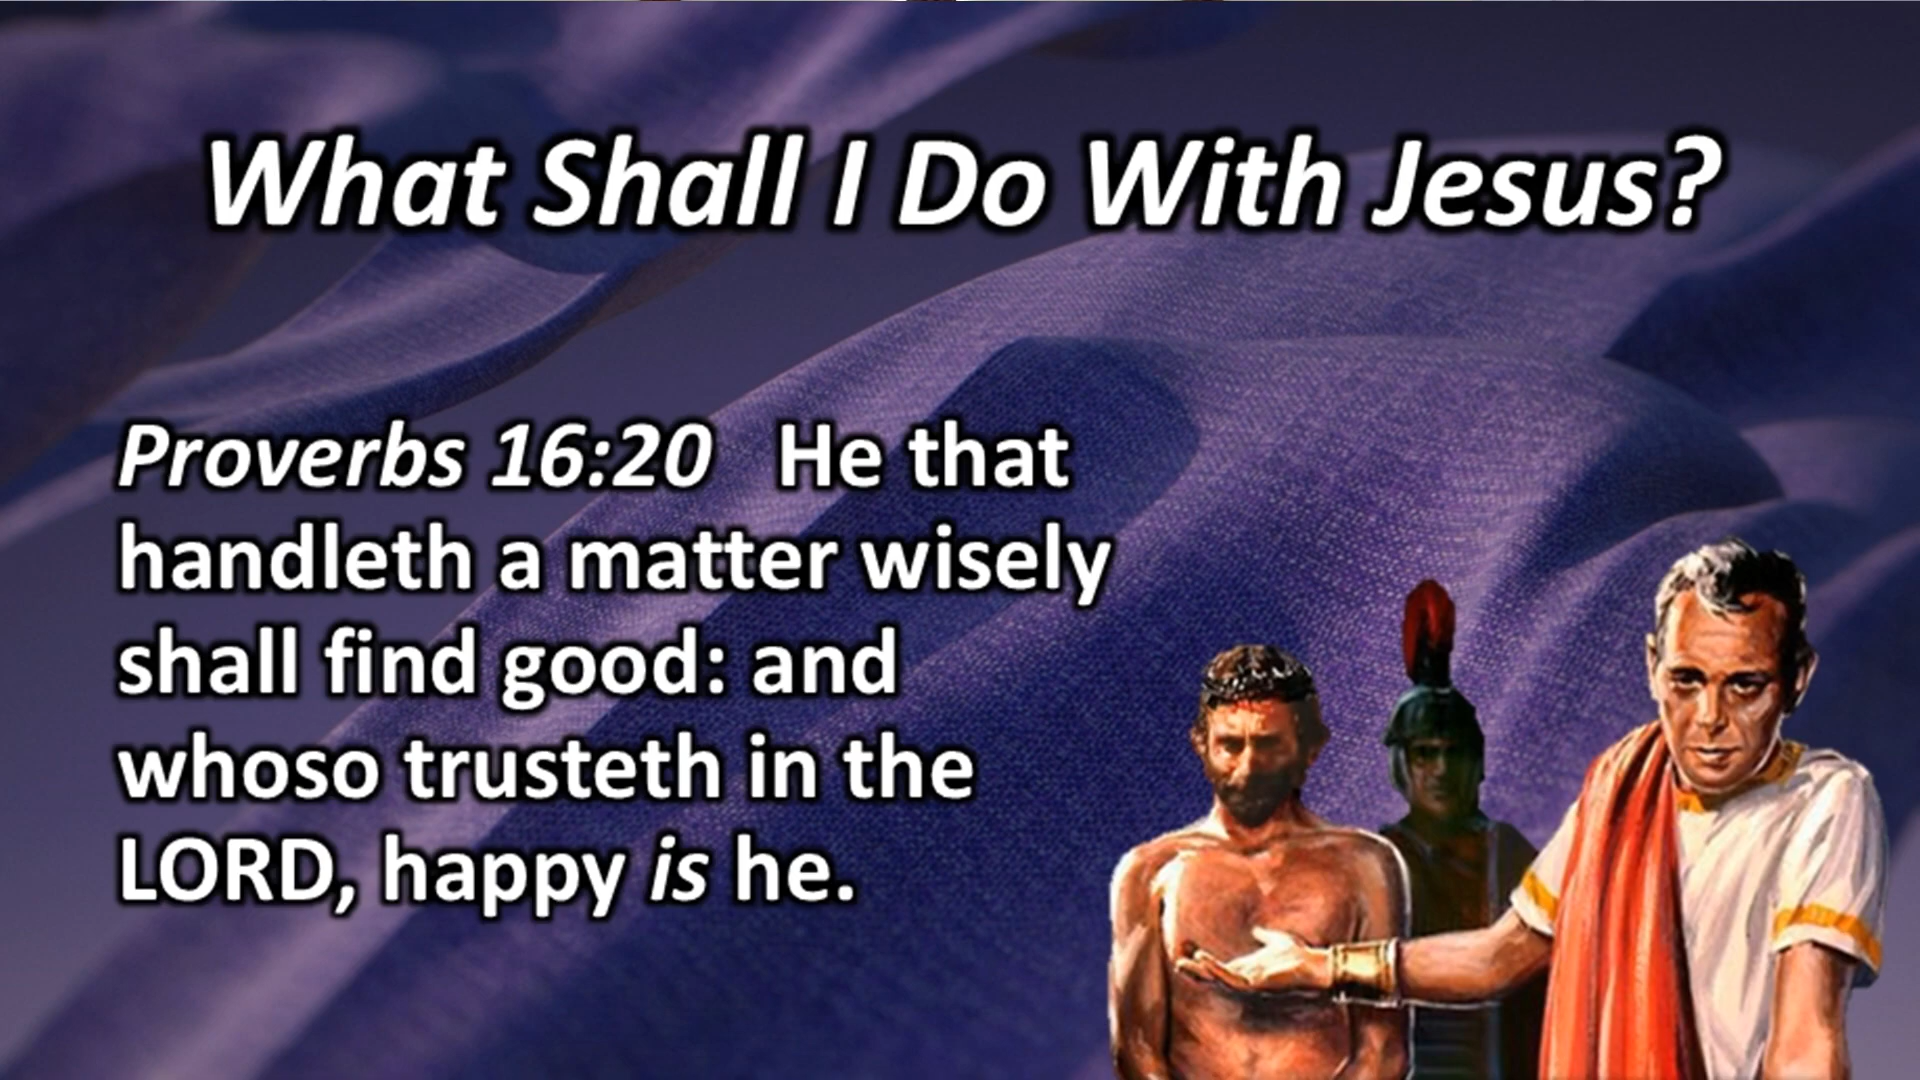 What Shall I Do With Jesus?
Proverbs 16:20 He that
handleth a matter wisely
shall find good: and
whoso trusteth in the
LORD, happy is he.